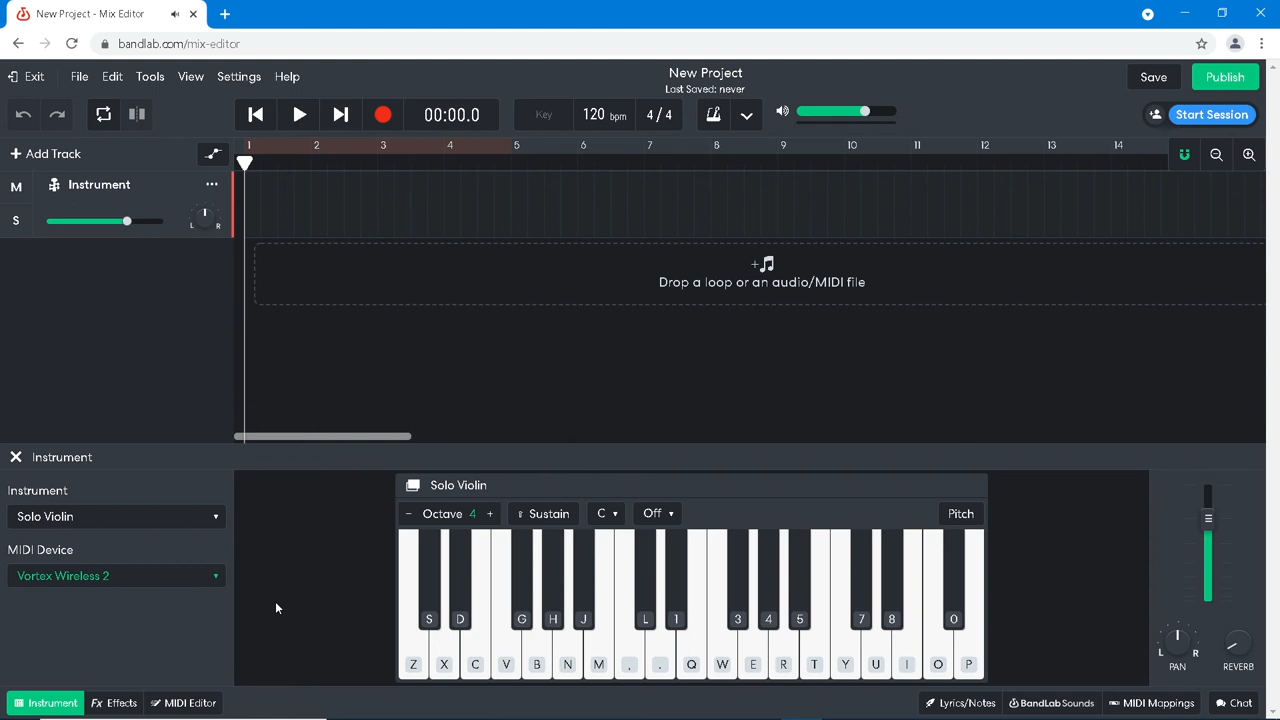 New Project - Mix Editor
bandlab.com/mix-editor
Exit File Edit Tools View Settings Help
New Project
Last Saved: never
Save Publish
00:00.0 Key 120 bpm 4 / 4
Start Session
+ Add Track
1 2 3 4 5 6 7 8 9 10 11 12 13 14
M Instrument ...
S L R
Drop a loop or an audio/MIDI file
Instrument
Instrument
Solo Violin
MIDI Device
Vortex Wireless 2
Solo Violin
− Octave 4 + Sustain C Off Pitch
S D G H J L 1 3 4 5 7 8 0
Z X C V B N M , . Q W E R T Y U I O P
L R
PAN REVERB
Instrument Fx Effects MIDI Editor
Lyrics/Notes BandLab Sounds MIDI Mappings Chat